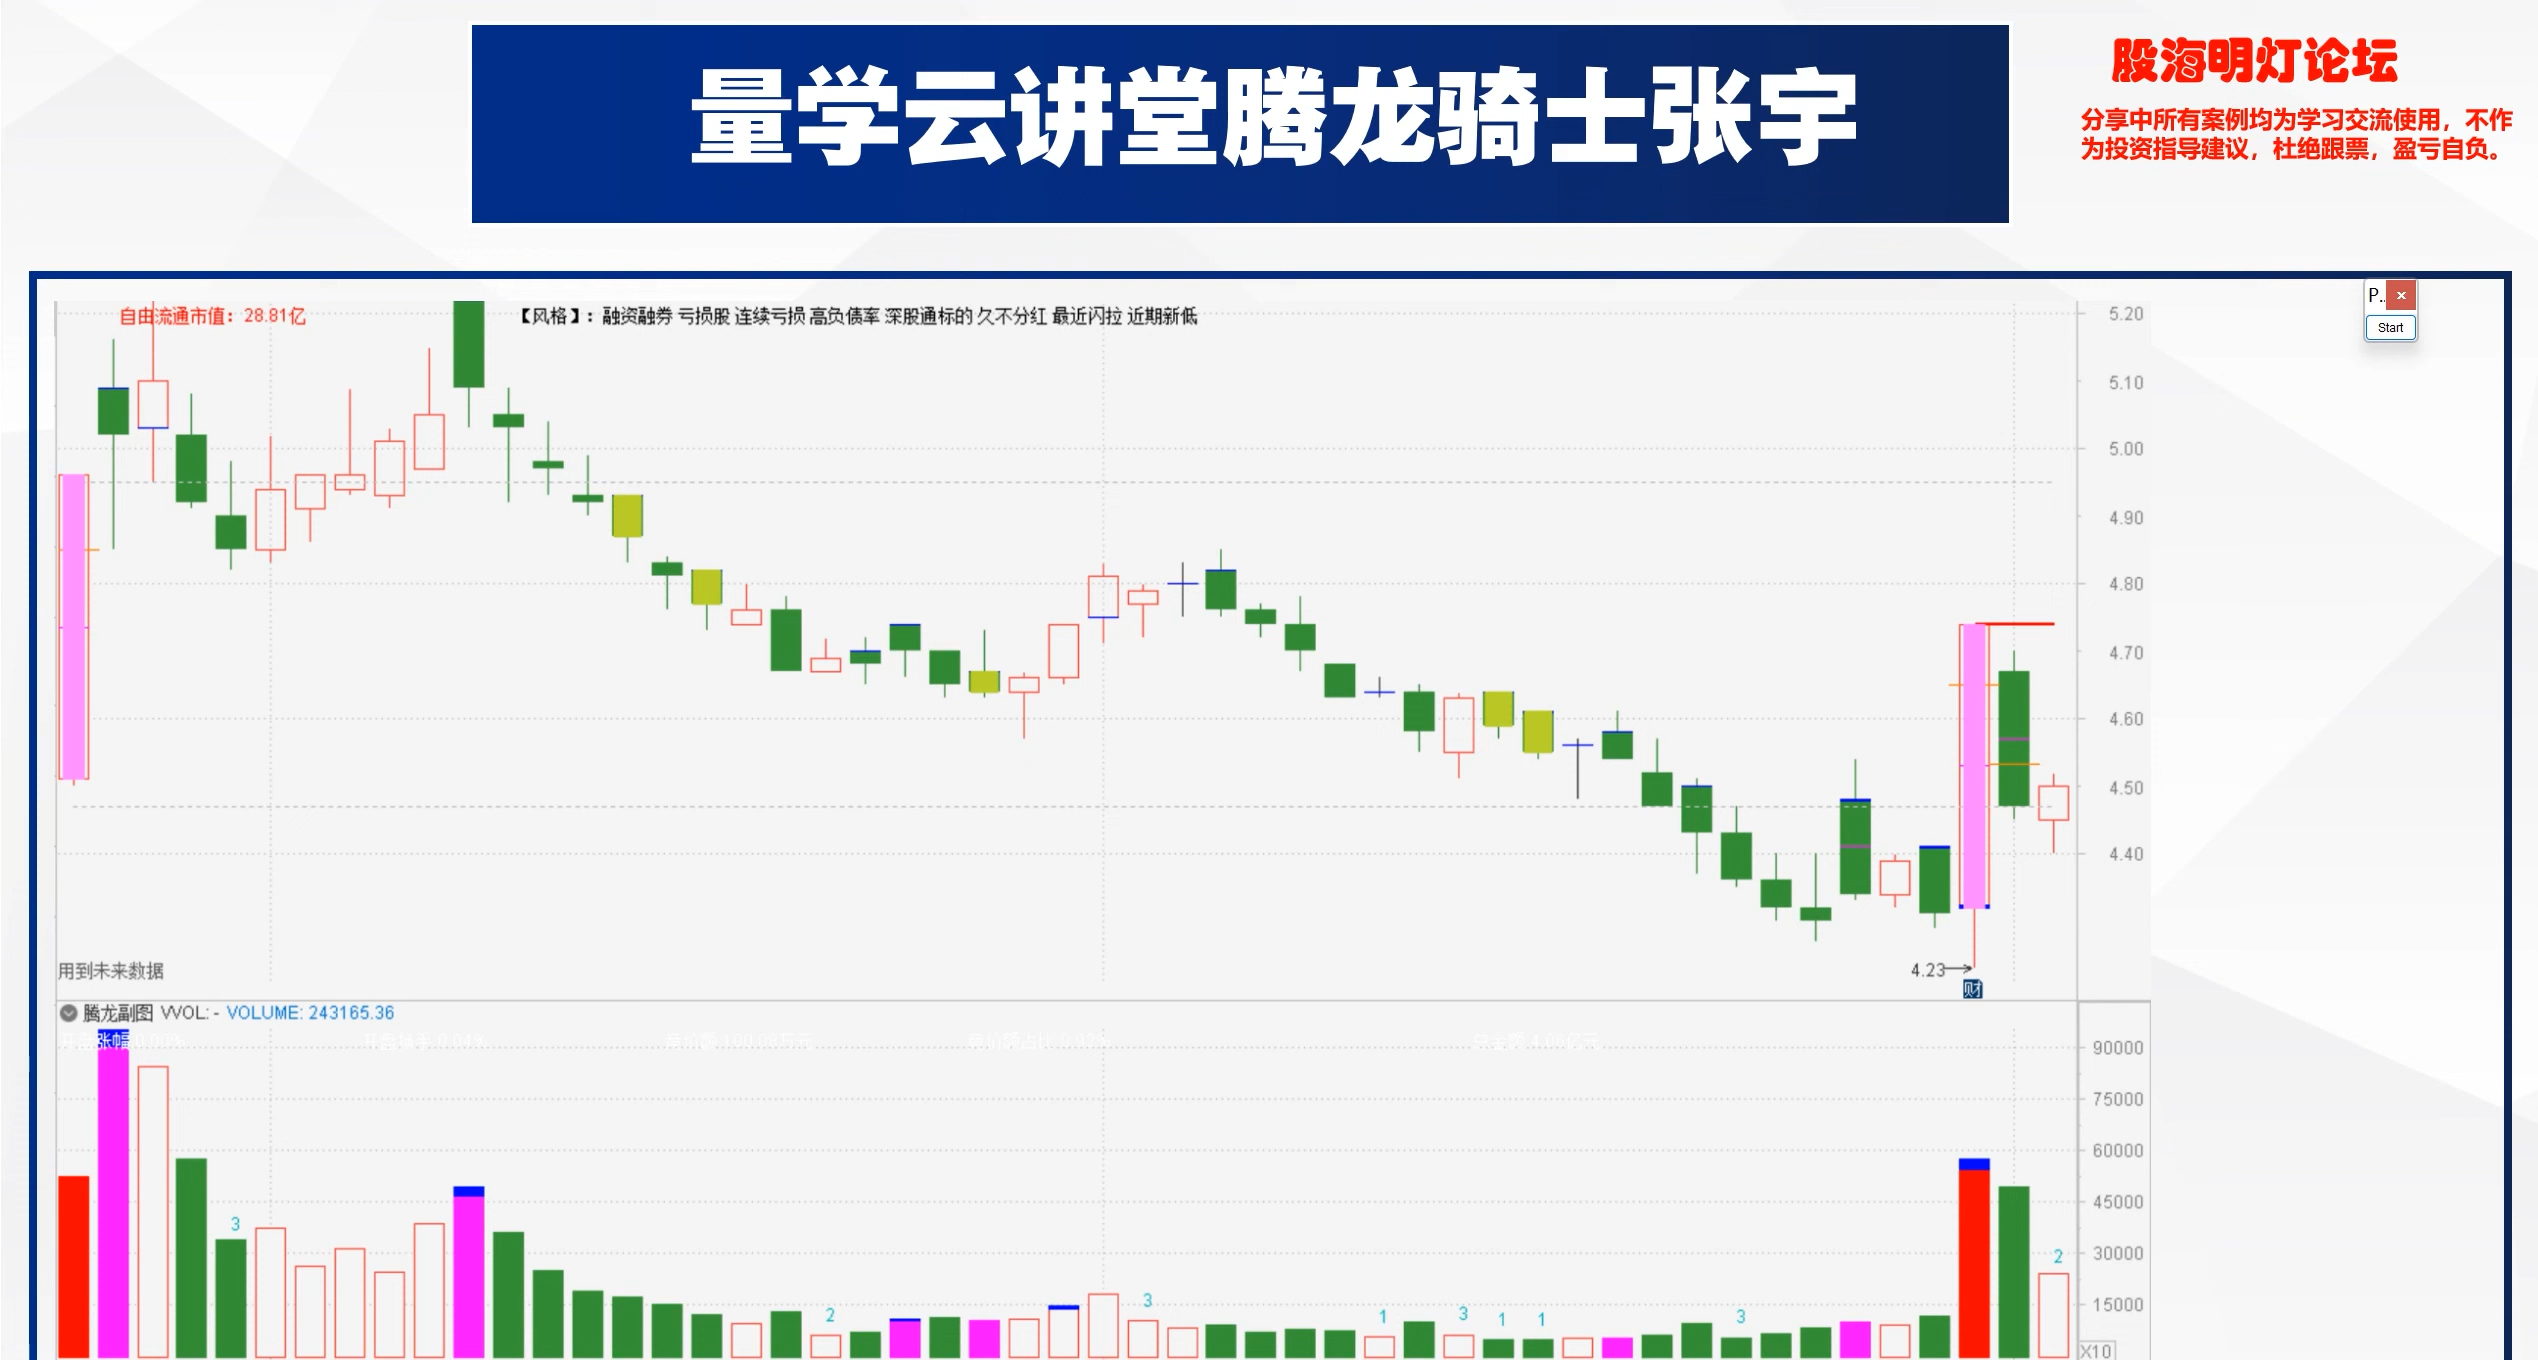 量学云讲堂腾龙骑士张宇
股海明灯论坛
分享中所有案例均为学习交流使用，不作
为投资指导建议，杜绝跟票，盈亏自负。
P..
Start
自由流通市值：28.81亿
【风格】：融资融券 亏损股 连续亏损 高负债率 深股通标的 久不分红 最近闪拉 近期新低
5.20
5.10
5.00
4.90
4.80
4.70
4.60
4.50
4.40
4.23
财
用到未来数据
腾龙副图 VVOL: - VOLUME: 243165.36
90000
75000
60000
45000
30000
15000
X10
3
2
3
1
3
1
1
3
2